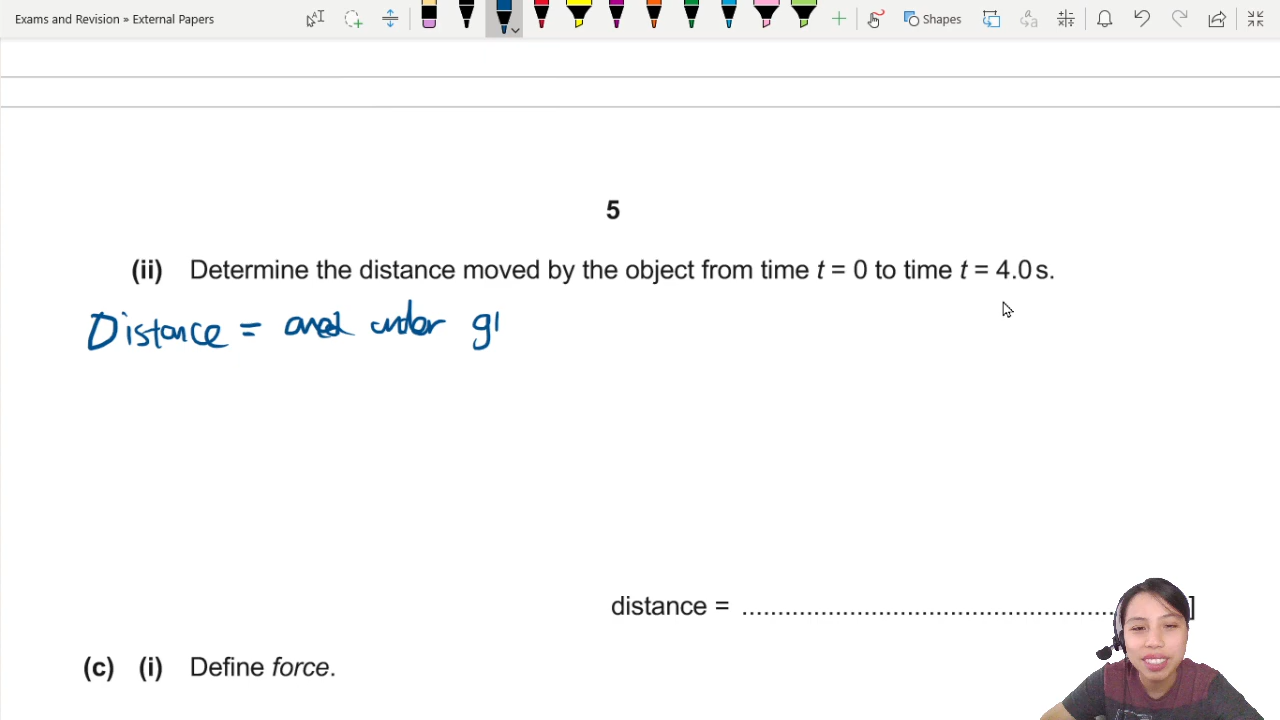 Exams and Revision » External Papers
Shapes
5
(ii) Determine the distance moved by the object from time t = 0 to time t = 4.0 s.
Distance = area under
distance = ..................................................... ]
(c) (i) Define force.